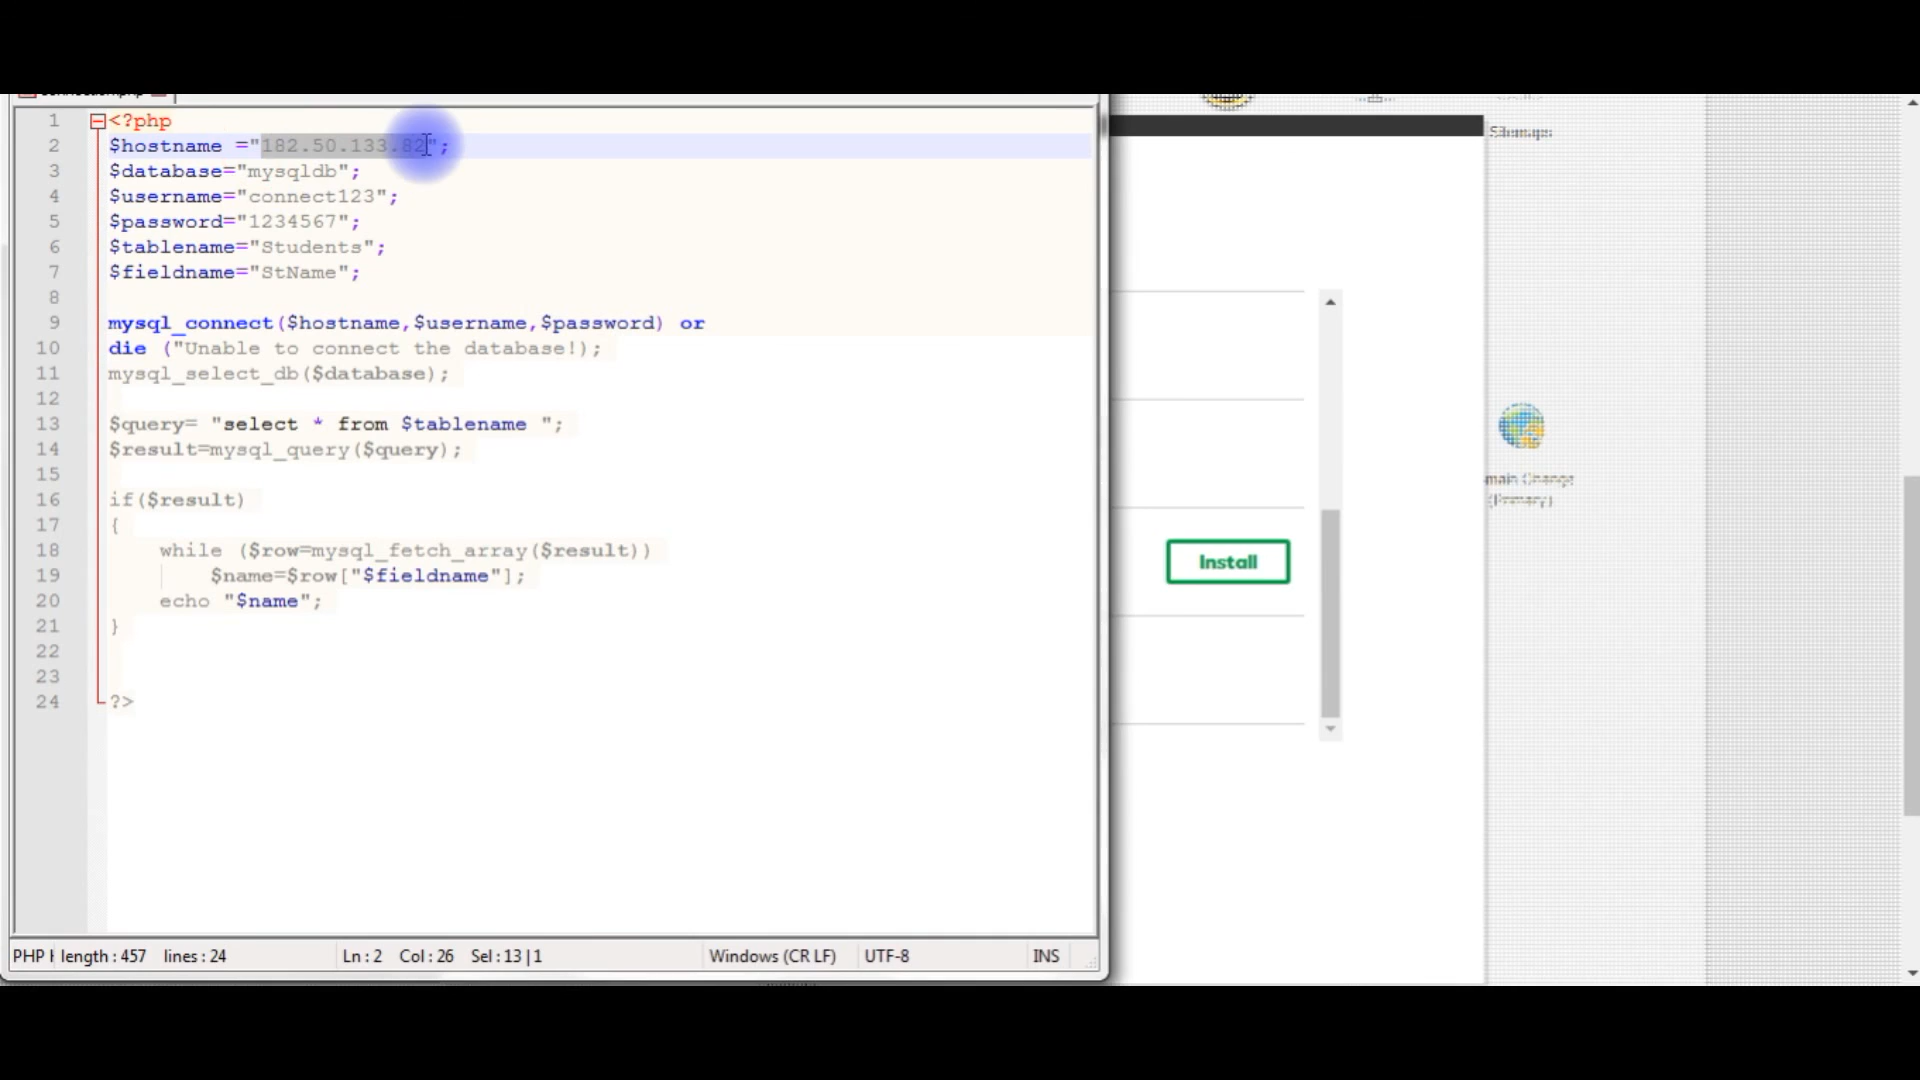 1 <?php
2 $hostname ="182.50.133.82";
3 $database="mysqldb";
4 $username="connect123";
5 $password="1234567";
6 $tablename="Students";
7 $fieldname="StName";
8
9 mysql_connect($hostname,$username,$password) or
10 die ("Unable to connect the database!);
11 mysql_select_db($database);
12
13 $query= "select * from $tablename ";
14 $result=mysql_query($query);
15
16 if($result)
17 {
18 while ($row=mysql_fetch_array($result))
19 $name=$row["$fieldname"];
20 echo "$name";
21 }
22
23
24 ?>
PHP length : 457 lines : 24 Ln : 2 Col : 26 Sel : 13 | 1 Windows (CR LF) UTF-8 INS
Sitemaps
main Change
(Primary)
Install